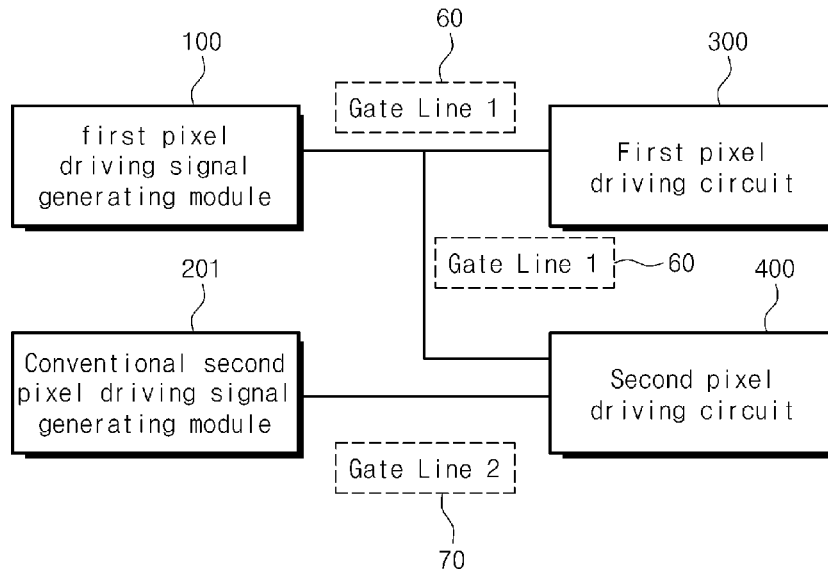 60
100
300
Gate Line 1
first pixel
driving signal
generating module
First pixel
driving circuit
Gate Line 1
60
201
400
Conventional second
pixel driving signal
generating module
Second pixel
driving circuit
Gate Line 2
70